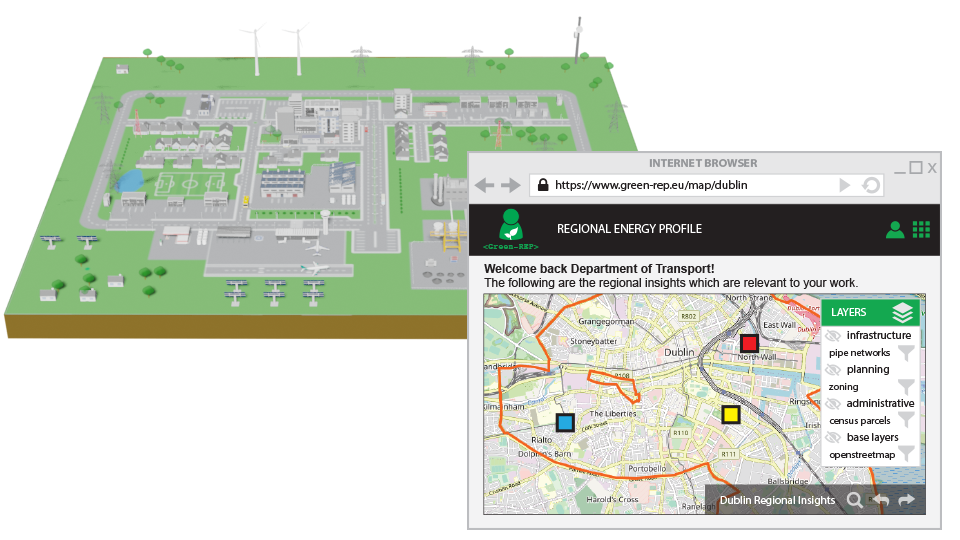 INTERNET BROWSER
X
https://www.green-rep.eu/map/dublin
<Green-REP>
REGIONAL ENERGY PROFILE
Welcome back Department of Transport!
The following are the regional insights which are relevant to your work.
North Strand
Grangegorman
R802
East Wall
Stoneybatter
Dublin
North Wall
R108
Kilmainham
The Liberties
Cork Street
Rialto
R110
Dolphin's Barn
R111
Portobello
Ballsbridge
Harold's Cross
Ranelagh
LAYERS
infrastructure
pipe networks
planning
zoning
administrative
census parcels
base layers
openstreetmap
Dublin Regional Insights